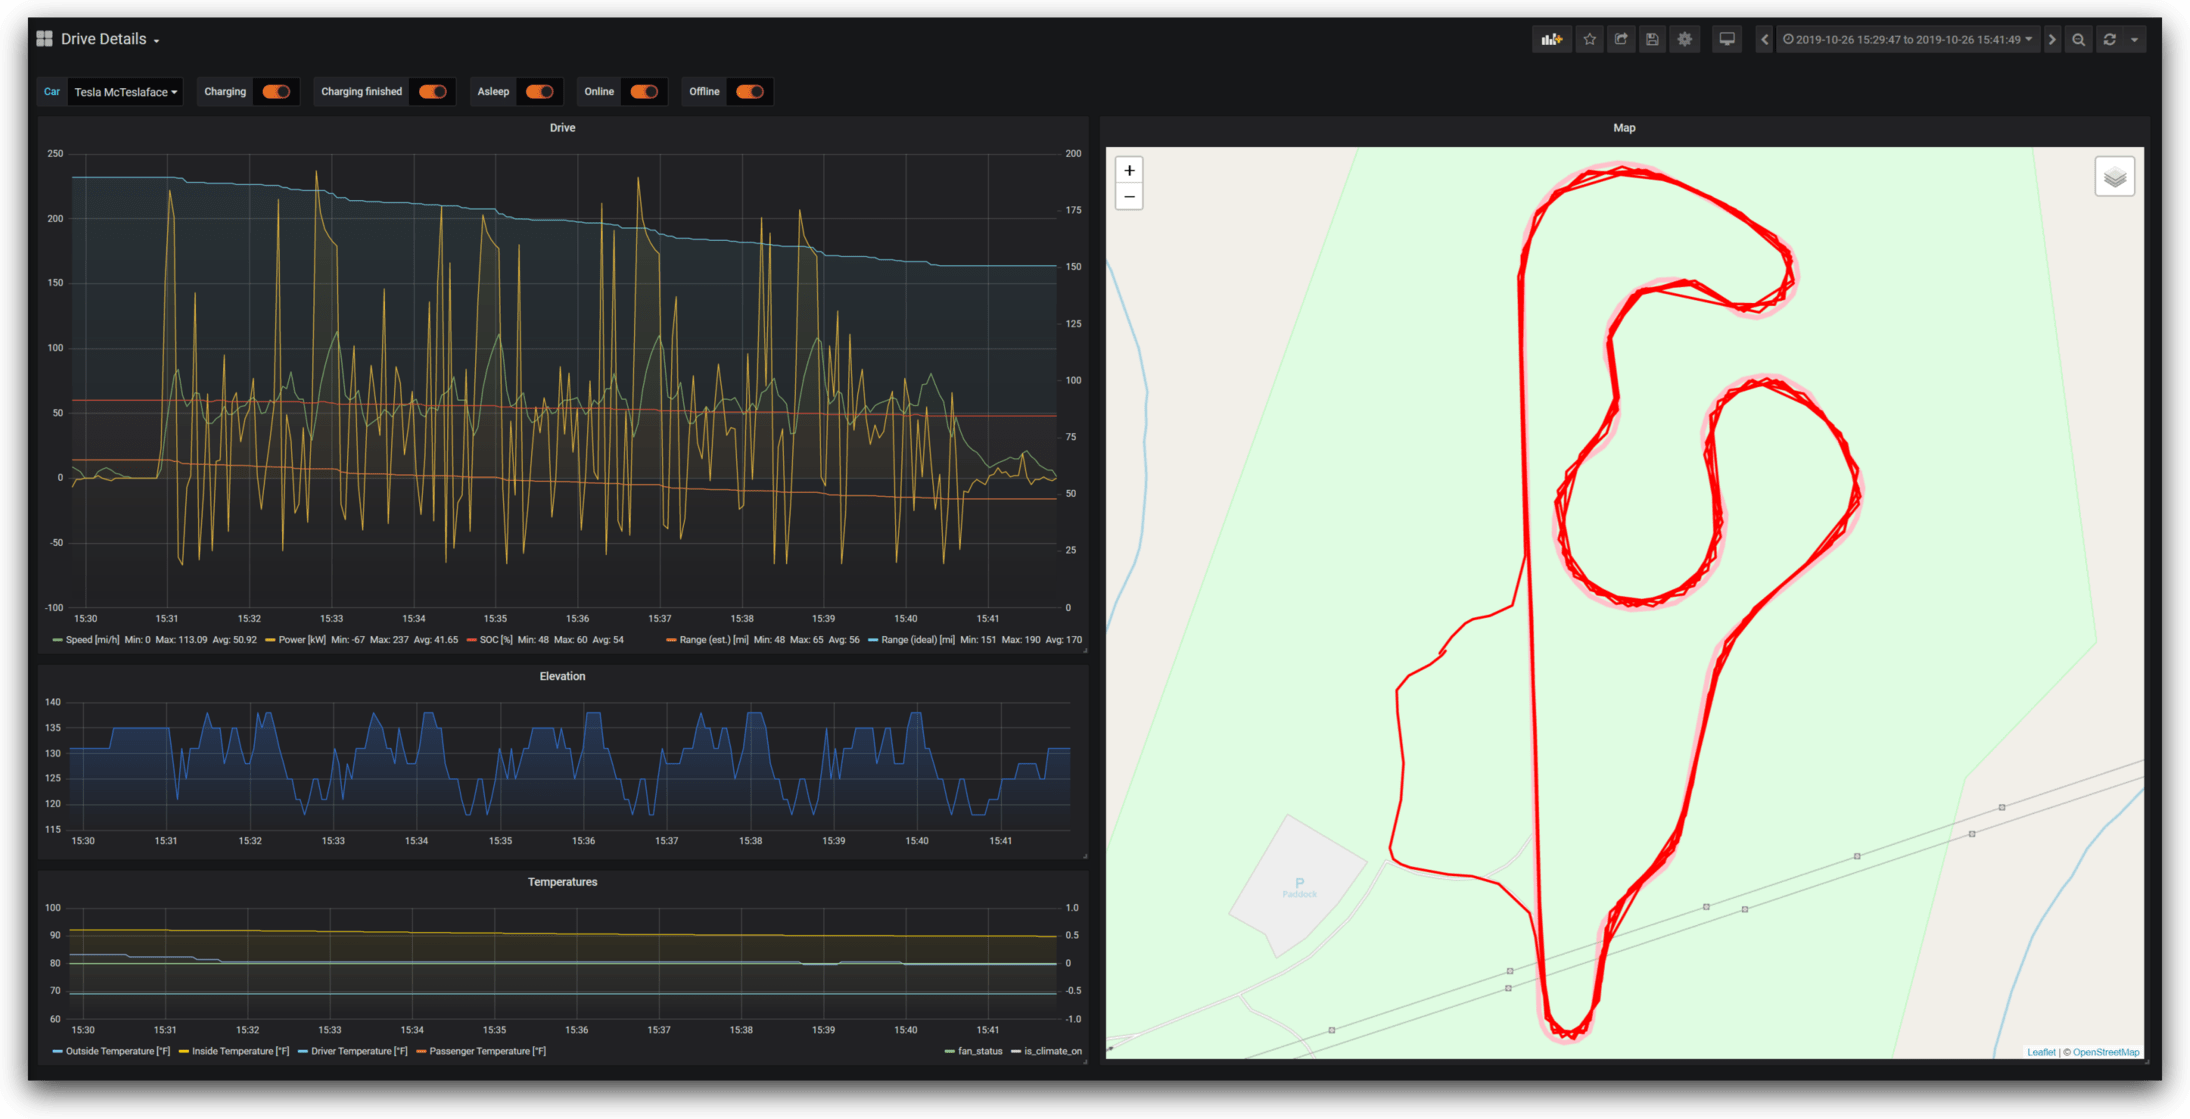 Drive Details
2019-10-26 15:29:47 to 2019-10-26 15:41:49
Car Tesla McTeslaface Charging Charging finished Asleep Online Offline
Drive
250
200
150
100
50
0
-50
-100
200
175
150
125
100
75
50
25
0
15:30 15:31 15:32 15:33 15:34 15:35 15:36 15:37 15:38 15:39 15:40 15:41
Speed [mi/h] Min: 0 Max: 113.09 Avg: 50.92 Power [kW] Min: -67 Max: 237 Avg: 41.65 SOC [%] Min: 48 Max: 60 Avg: 54 Range (est.) [mi] Min: 48 Max: 65 Avg: 56 Range (ideal) [mi] Min: 151 Max: 190 Avg: 170
Elevation
140
135
130
125
120
115
15:30 15:31 15:32 15:33 15:34 15:35 15:36 15:37 15:38 15:39 15:40 15:41
Temperatures
100
90
80
70
60
1.0
0.5
0
-0.5
-1.0
15:30 15:31 15:32 15:33 15:34 15:35 15:36 15:37 15:38 15:39 15:40 15:41
Outside Temperature [°F] Inside Temperature [°F] Driver Temperature [°F] Passenger Temperature [°F] fan_status is_climate_on
Map
+
−
P
Paddock
Leaflet | © OpenStreetMap